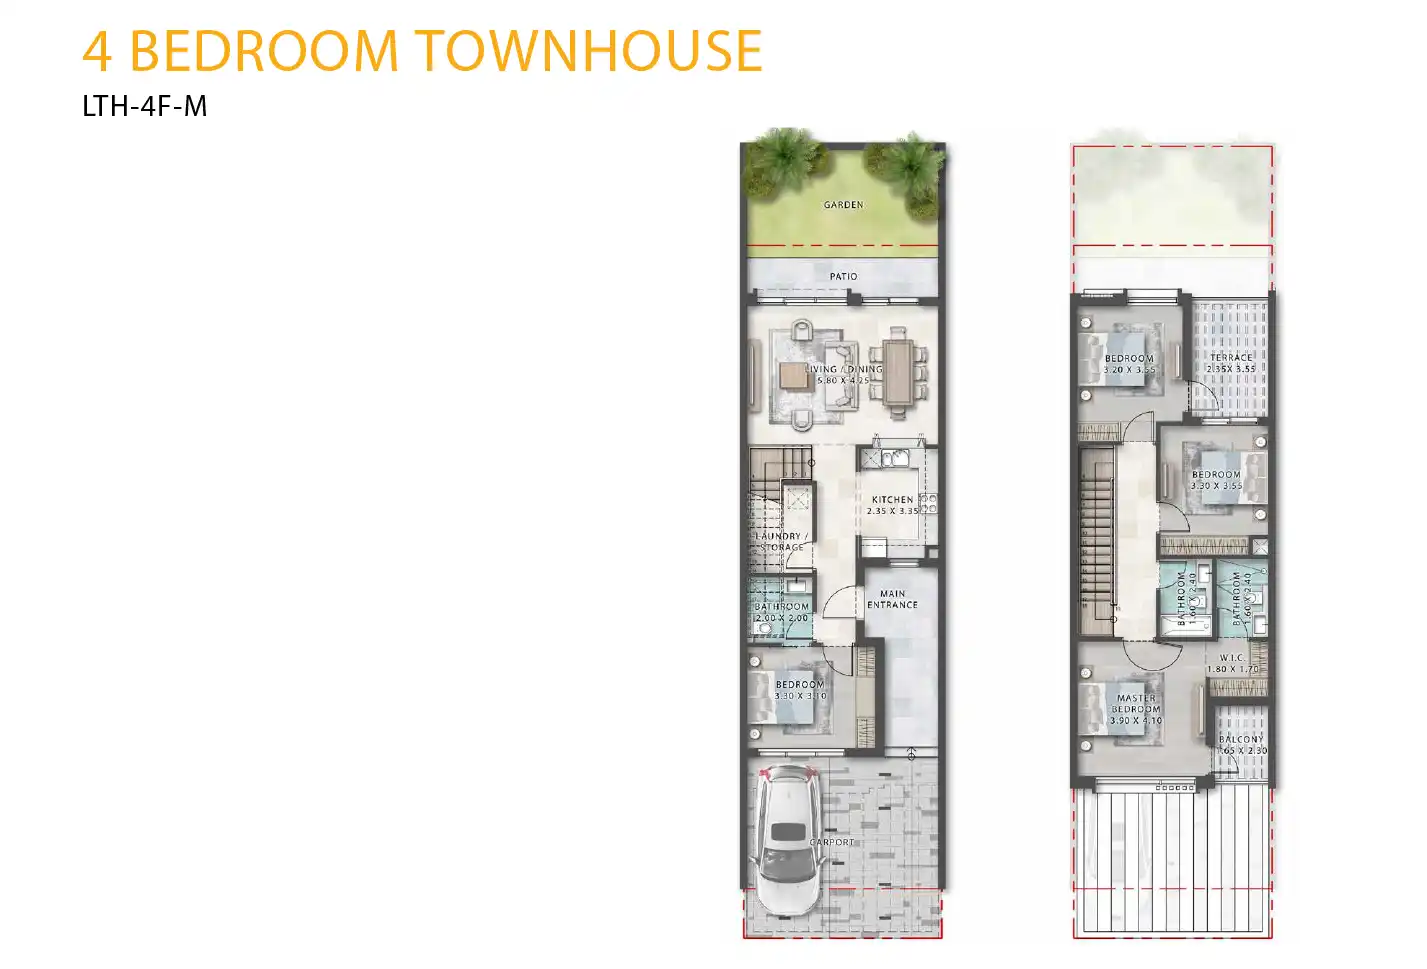 4 BEDROOM TOWNHOUSE
LTH-4F-M
GARDEN
PATIO
LIVING / DINING
5.80 X 4.25
KITCHEN
2.35 X 3.35
LAUNDRY /
STORAGE
MAIN
ENTRANCE
BATHROOM
2.00 X 2.00
BEDROOM
3.30 X 3.10
CARPORT
BEDROOM
3.20 X 3.55
TERRACE
2.35X 3.55
BEDROOM
3.30 X 3.55
BATHROOM
1.60 X 2.40
BATHROOM
1.60 X 2.40
W.I.C.
1.80 X 1.70
MASTER
BEDROOM
3.90 X 4.10
BALCONY
1.65 X 2.30